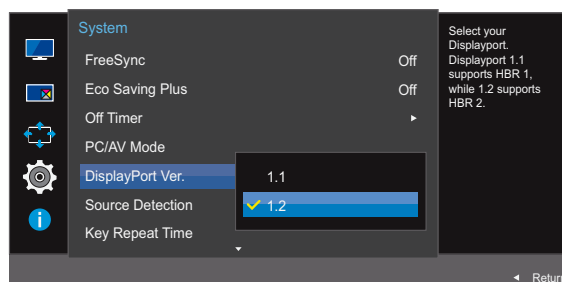 System
FreeSync Off
Eco Saving Plus Off
Off Timer
PC/AV Mode
DisplayPort Ver.
1.1
Source Detection
1.2
Key Repeat Time
Select your
Displayport.
Displayport 1.1
supports HBR 1,
while 1.2 supports
HBR 2.
Return